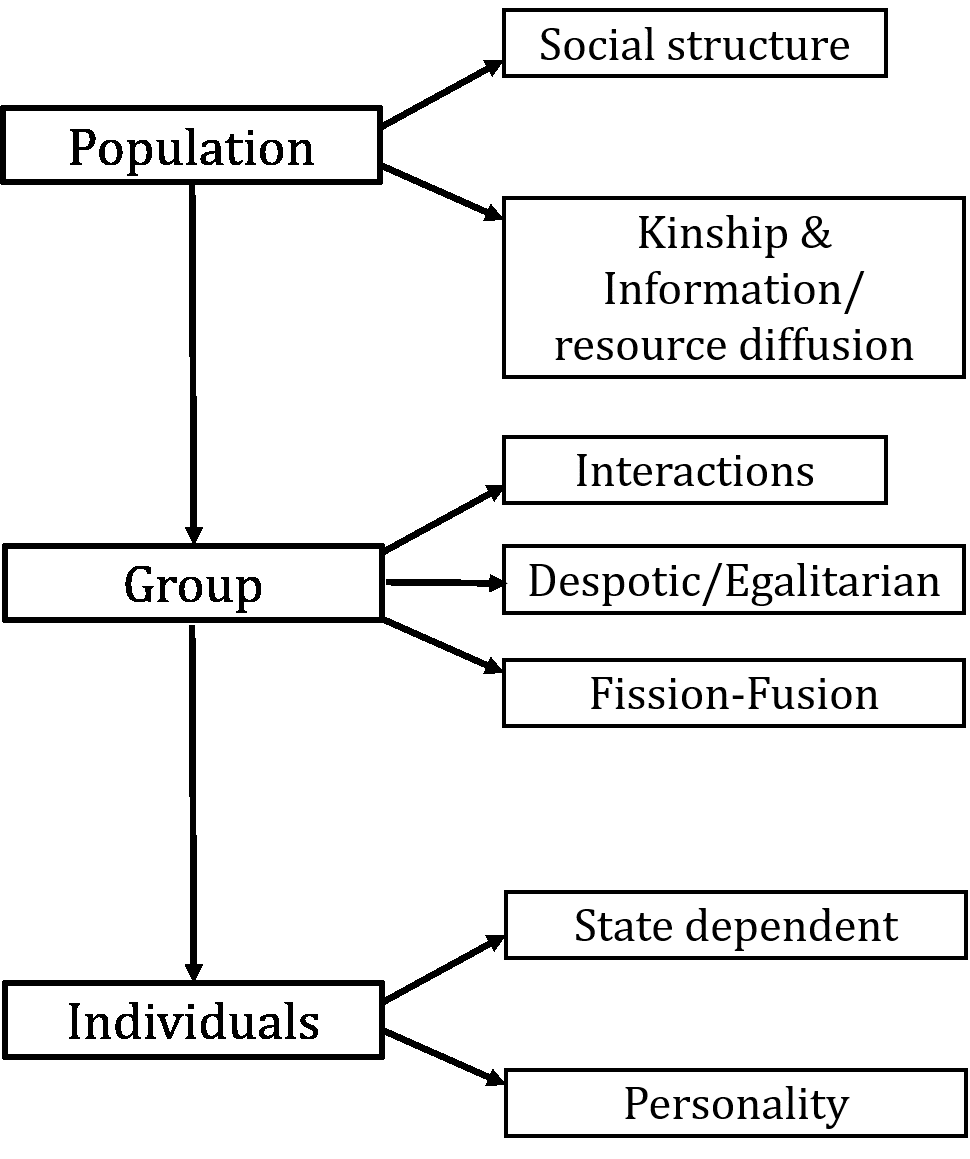 Social structure
Population
Kinship &
Information/
resource diffusion
Interactions
Group
Despotic/Egalitarian
Fission-Fusion
State dependent
Individuals
Personality